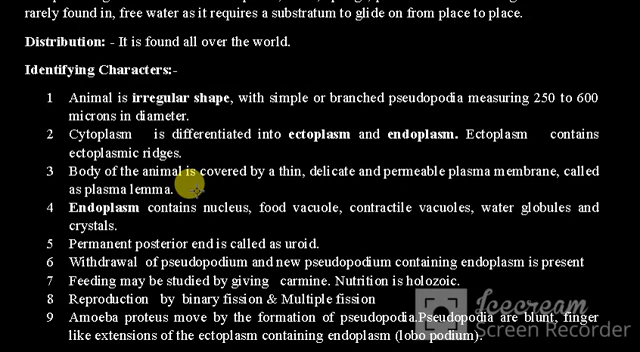 rarely found in, free water as it requires a substratum to glide on from place to place.
Distribution: - It is found all over the world.
Identifying Characters:-
1 Animal is irregular shape, with simple or branched pseudopodia measuring 250 to 600
microns in diameter.
2 Cytoplasm is differentiated into ectoplasm and endoplasm. Ectoplasm contains
ectoplasmic ridges.
3 Body of the animal is covered by a thin, delicate and permeable plasma membrane, called
as plasma lemma.
4 Endoplasm contains nucleus, food vacuole, contractile vacuoles, water globules and
crystals.
5 Permanent posterior end is called as uroid.
6 Withdrawal of pseudopodium and new pseudopodium containing endoplasm is present
7 Feeding may be studied by giving carmine. Nutrition is holozoic.
8 Reproduction by binary fission & Multiple fission
9 Amoeba proteus move by the formation of pseudopodia.Pseudopodia are blunt, finger
like extensions of the ectoplasm containing endoplasm (lobo podium).
Icecream
Screen Recorder